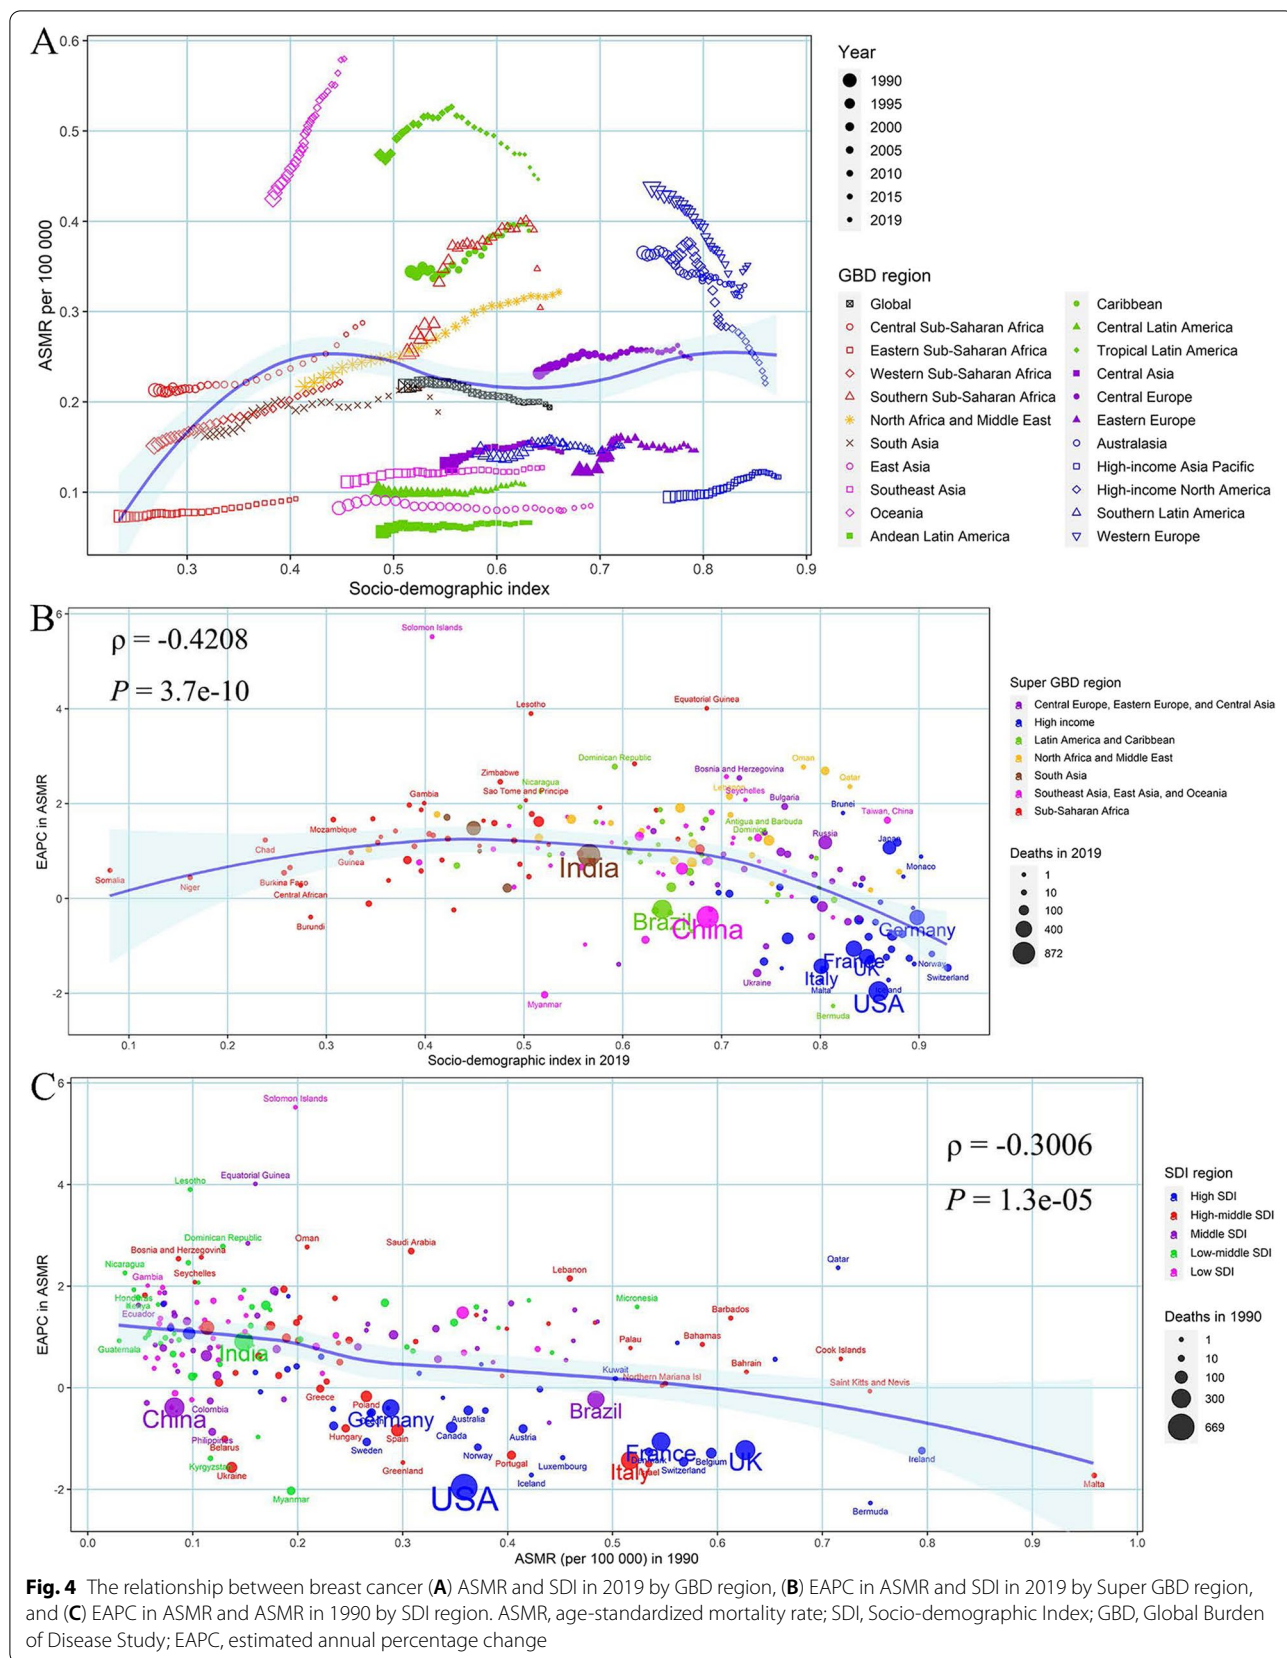 A
0.6
0.5
0.4
0.3
0.2
0.1
ASMR per 100 000
0.3 0.4 0.5 0.6 0.7 0.8 0.9
Socio-demographic index
Year
1990
1995
2000
2005
2010
2015
2019
GBD region
Global
Central Sub-Saharan Africa
Eastern Sub-Saharan Africa
Western Sub-Saharan Africa
Southern Sub-Saharan Africa
North Africa and Middle East
South Asia
East Asia
Southeast Asia
Oceania
Andean Latin America
Caribbean
Central Latin America
Tropical Latin America
Central Asia
Central Europe
Eastern Europe
Australasia
High-income Asia Pacific
High-income North America
Southern Latin America
Western Europe
B
ρ = -0.4208
P = 3.7e-10
6
4
2
0
-2
EAPC in ASMR
Solomon Islands
Lesotho
Equatorial Guinea
Dominican Republic
Zimbabwe
Nicaragua
Sao Tome and Principe
Gambia
Mozambique
Bosnia and Herzegovina
Oman
Qatar
Seychelles
Bulgaria
Brunei
Taiwan, China
Antigua and Barbuda
Dominica
Russia
Japan
Monaco
Chad
Guinea
Somalia
Niger
Burkina Faso
Central African
Burundi
India
Brazil
China
Germany
France
UK
Italy
Norway
Switzerland
Ukraine
Malta
USA
Myanmar
Bermuda
0.1 0.2 0.3 0.4 0.5 0.6 0.7 0.8 0.9
Socio-demographic index in 2019
Super GBD region
Central Europe, Eastern Europe, and Central Asia
High income
Latin America and Caribbean
North Africa and Middle East
South Asia
Southeast Asia, East Asia, and Oceania
Sub-Saharan Africa
Deaths in 2019
1
10
100
400
872
C
ρ = -0.3006
P = 1.3e-05
6
4
2
0
-2
EAPC in ASMR
Solomon Islands
Lesotho
Equatorial Guinea
Dominican Republic
Oman
Saudi Arabia
Bosnia and Herzegovina
Nicaragua
Gambia
Seychelles
Lebanon
Qatar
Honduras
Kenya
Ecuador
Micronesia
Barbados
Guatemala
India
Palau
Bahamas
Cook Islands
Bahrain
Kuwait
Northern Mariana Isl
Saint Kitts and Nevis
China
Colombia
Greece
Poland
Germany
Brazil
Philippines
Belarus
Hungary
Spain
Australia
Canada
Austria
Sweden
Kyrgyzstan
Ukraine
Norway
Portugal
Luxembourg
Greenland
Iceland
France
Denmark
UK
Italy
Israel
Belgium
Switzerland
Ireland
Malta
Myanmar
USA
Bermuda
0.0 0.1 0.2 0.3 0.4 0.5 0.6 0.7 0.8 0.9 1.0
ASMR (per 100 000) in 1990
SDI region
High SDI
High-middle SDI
Middle SDI
Low-middle SDI
Low SDI
Deaths in 1990
1
10
100
300
669
Fig. 4 The relationship between breast cancer (A) ASMR and SDI in 2019 by GBD region, (B) EAPC in ASMR and SDI in 2019 by Super GBD region,
and (C) EAPC in ASMR and ASMR in 1990 by SDI region. ASMR, age-standardized mortality rate; SDI, Socio-demographic Index; GBD, Global Burden
of Disease Study; EAPC, estimated annual percentage change